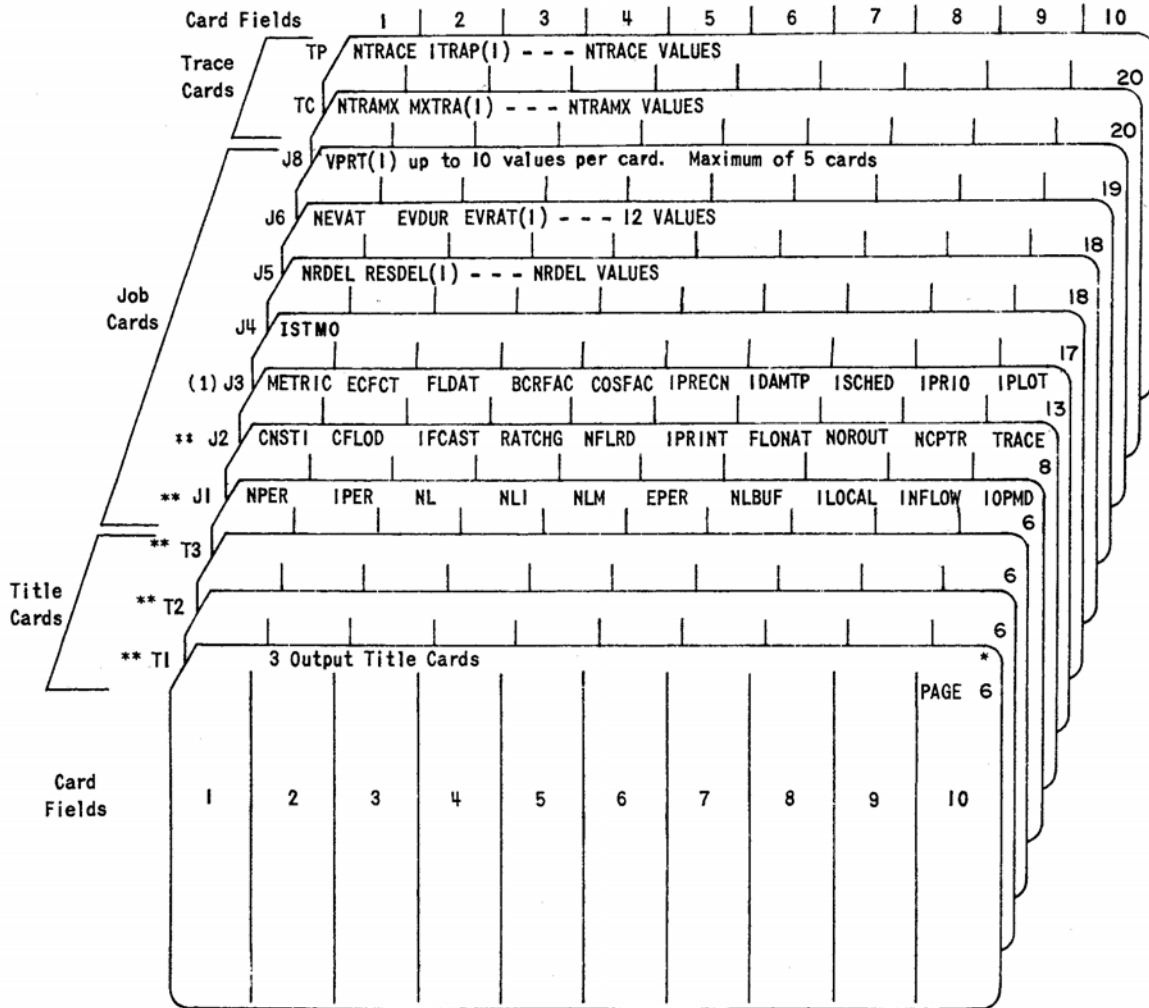 Card Fields 1 2 3 4 5 6 7 8 9 10
Trace Cards
TP NTRACE ITRAP(1) - - - NTRACE VALUES 20
TC NTRAMX MXTRA(1) - - - NTRAMX VALUES 20
Job Cards
J8 VPRT(1) up to 10 values per card. Maximum of 5 cards 19
J6 NEVAT EVDUR EVRAT(1) - - - 12 VALUES 18
J5 NRDEL RESDEL(1) - - - NRDEL VALUES 18
J4 ISTMO 17
(1) J3 METRIC ECFCT FLDAT BCRFAC COSFAC IPRECN IDAMTP ISCHED IPRIO IPLOT 13
** J2 CNSTI CFLOD IFCAST RATCHG NFLRD IPRINT FLONAT NOROUT NCPTR TRACE 8
** J1 NPER IPER NL NLI NLM EPER NLBUF ILOCAL INFLOW IOPMD 6
Title Cards
** T3 6
** T2 6
** T1 3 Output Title Cards *
PAGE 6
Card Fields 1 2 3 4 5 6 7 8 9 10